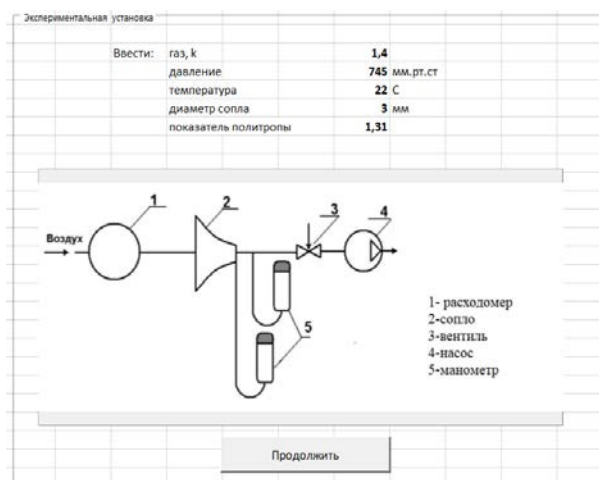 Экспериментальная установка
Ввести: газ, k 1,4
давление 745 мм.рт.ст
температура 22 С
диаметр сопла 3 мм
показатель политропы 1,31
1 2 3 4
Воздух
5
1- расходомер
2-сопло
3-вентиль
4-насос
5-манометр
Продолжить